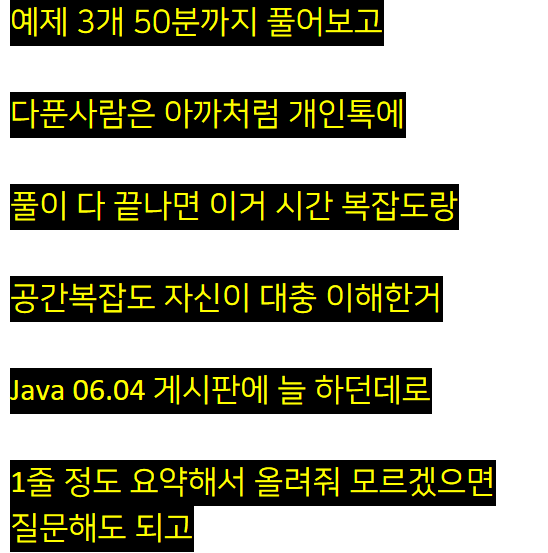 예제 3개 50분까지 풀어보고
다푼사람은 아까처럼 개인톡에
풀이 다 끝나면 이거 시간 복잡도랑
공간복잡도 자신이 대충 이해한거
Java 06.04 게시판에 늘 하던데로
1줄 정도 요약해서 올려줘 모르겠으면
질문해도 되고